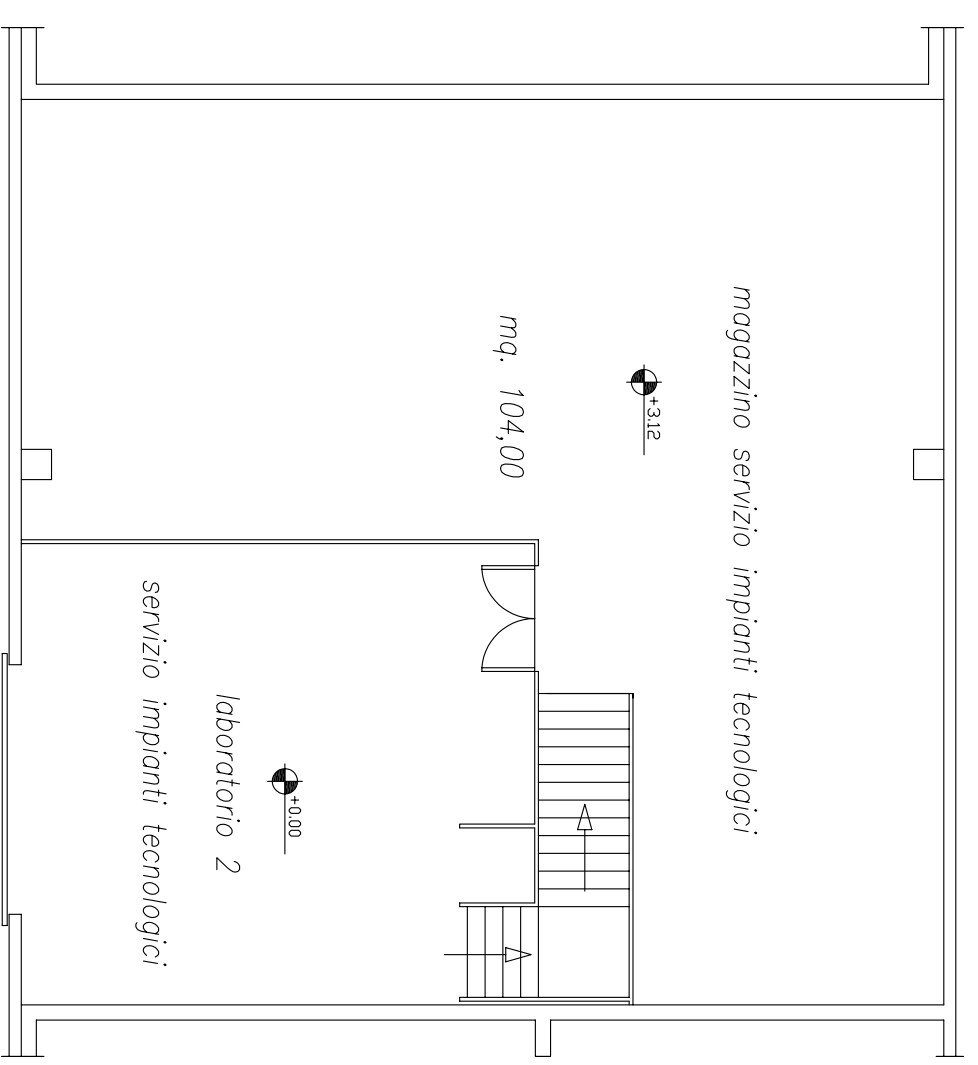 magazzino servizio impianti tecnologici
+3.12
mq. 104,00
+0.00
laboratorio 2
servizio impianti tecnologici